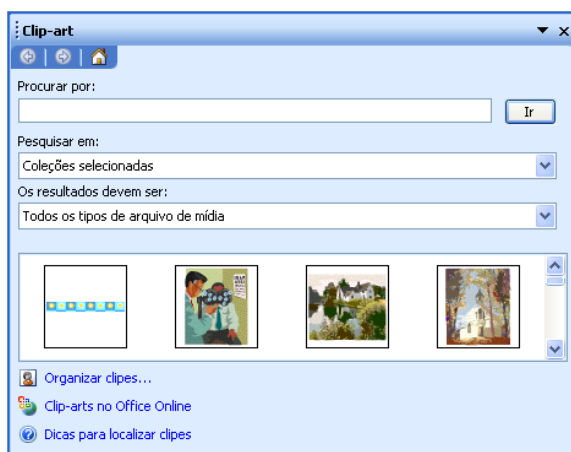 Clip-art
Procurar por:
Ir
Pesquisar em:
Coleções selecionadas
Os resultados devem ser:
Todos os tipos de arquivo de mídia
Organizar clipes...
Clip-arts no Office Online
Dicas para localizar clipes